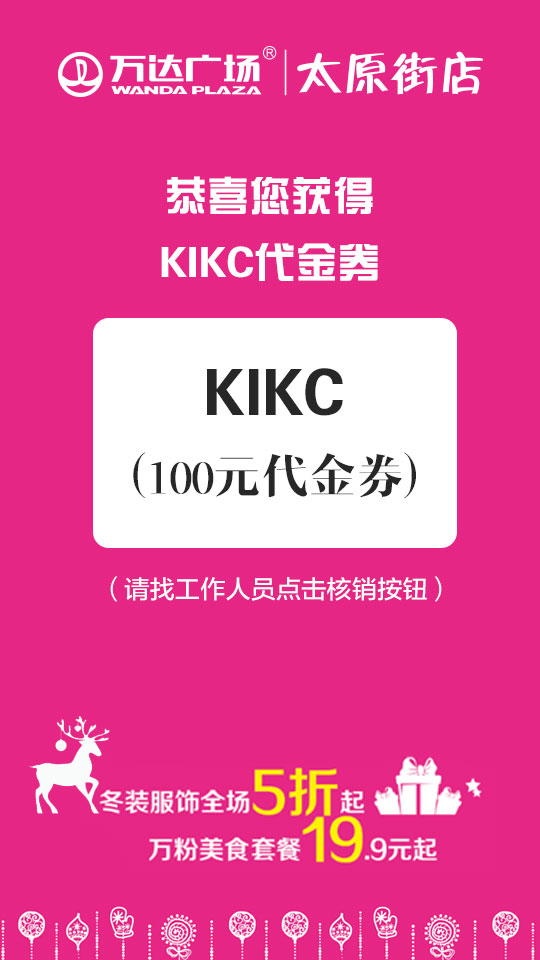 万达广场® 太原街店
WANDA PLAZA
恭喜您获得
KIKC代金券
KIKC
(100元代金券)
(请找工作人员点击核销按钮)
冬装服饰全场5折起
万粉美食套餐19.9元起